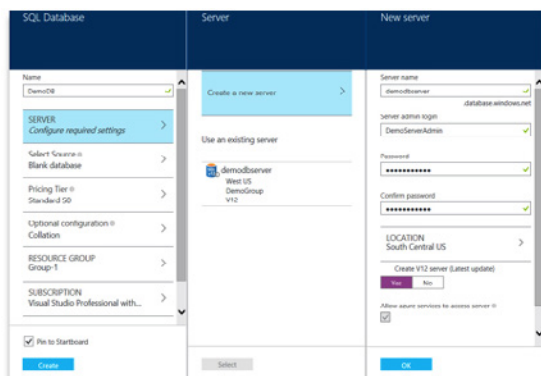 SQL Database
Name
DemoDB
SERVER
Configure required settings
Select Source
Blank database
Pricing Tier
Standard S0
Optional configuration
Collation
RESOURCE GROUP
Group-1
SUBSCRIPTION
Visual Studio Professional with...
Pin to Startboard
Create
Server
Create a new server
Use an existing server
demodbserver
West US
DemoGroup
V12
Select
New server
Server name
demodbserver
.database.windows.net
Server admin login
DemoServerAdmin
Password
Confirm password
LOCATION
South Central US
Create V12 server (Latest update)
Yes No
Allow azure services to access server
OK